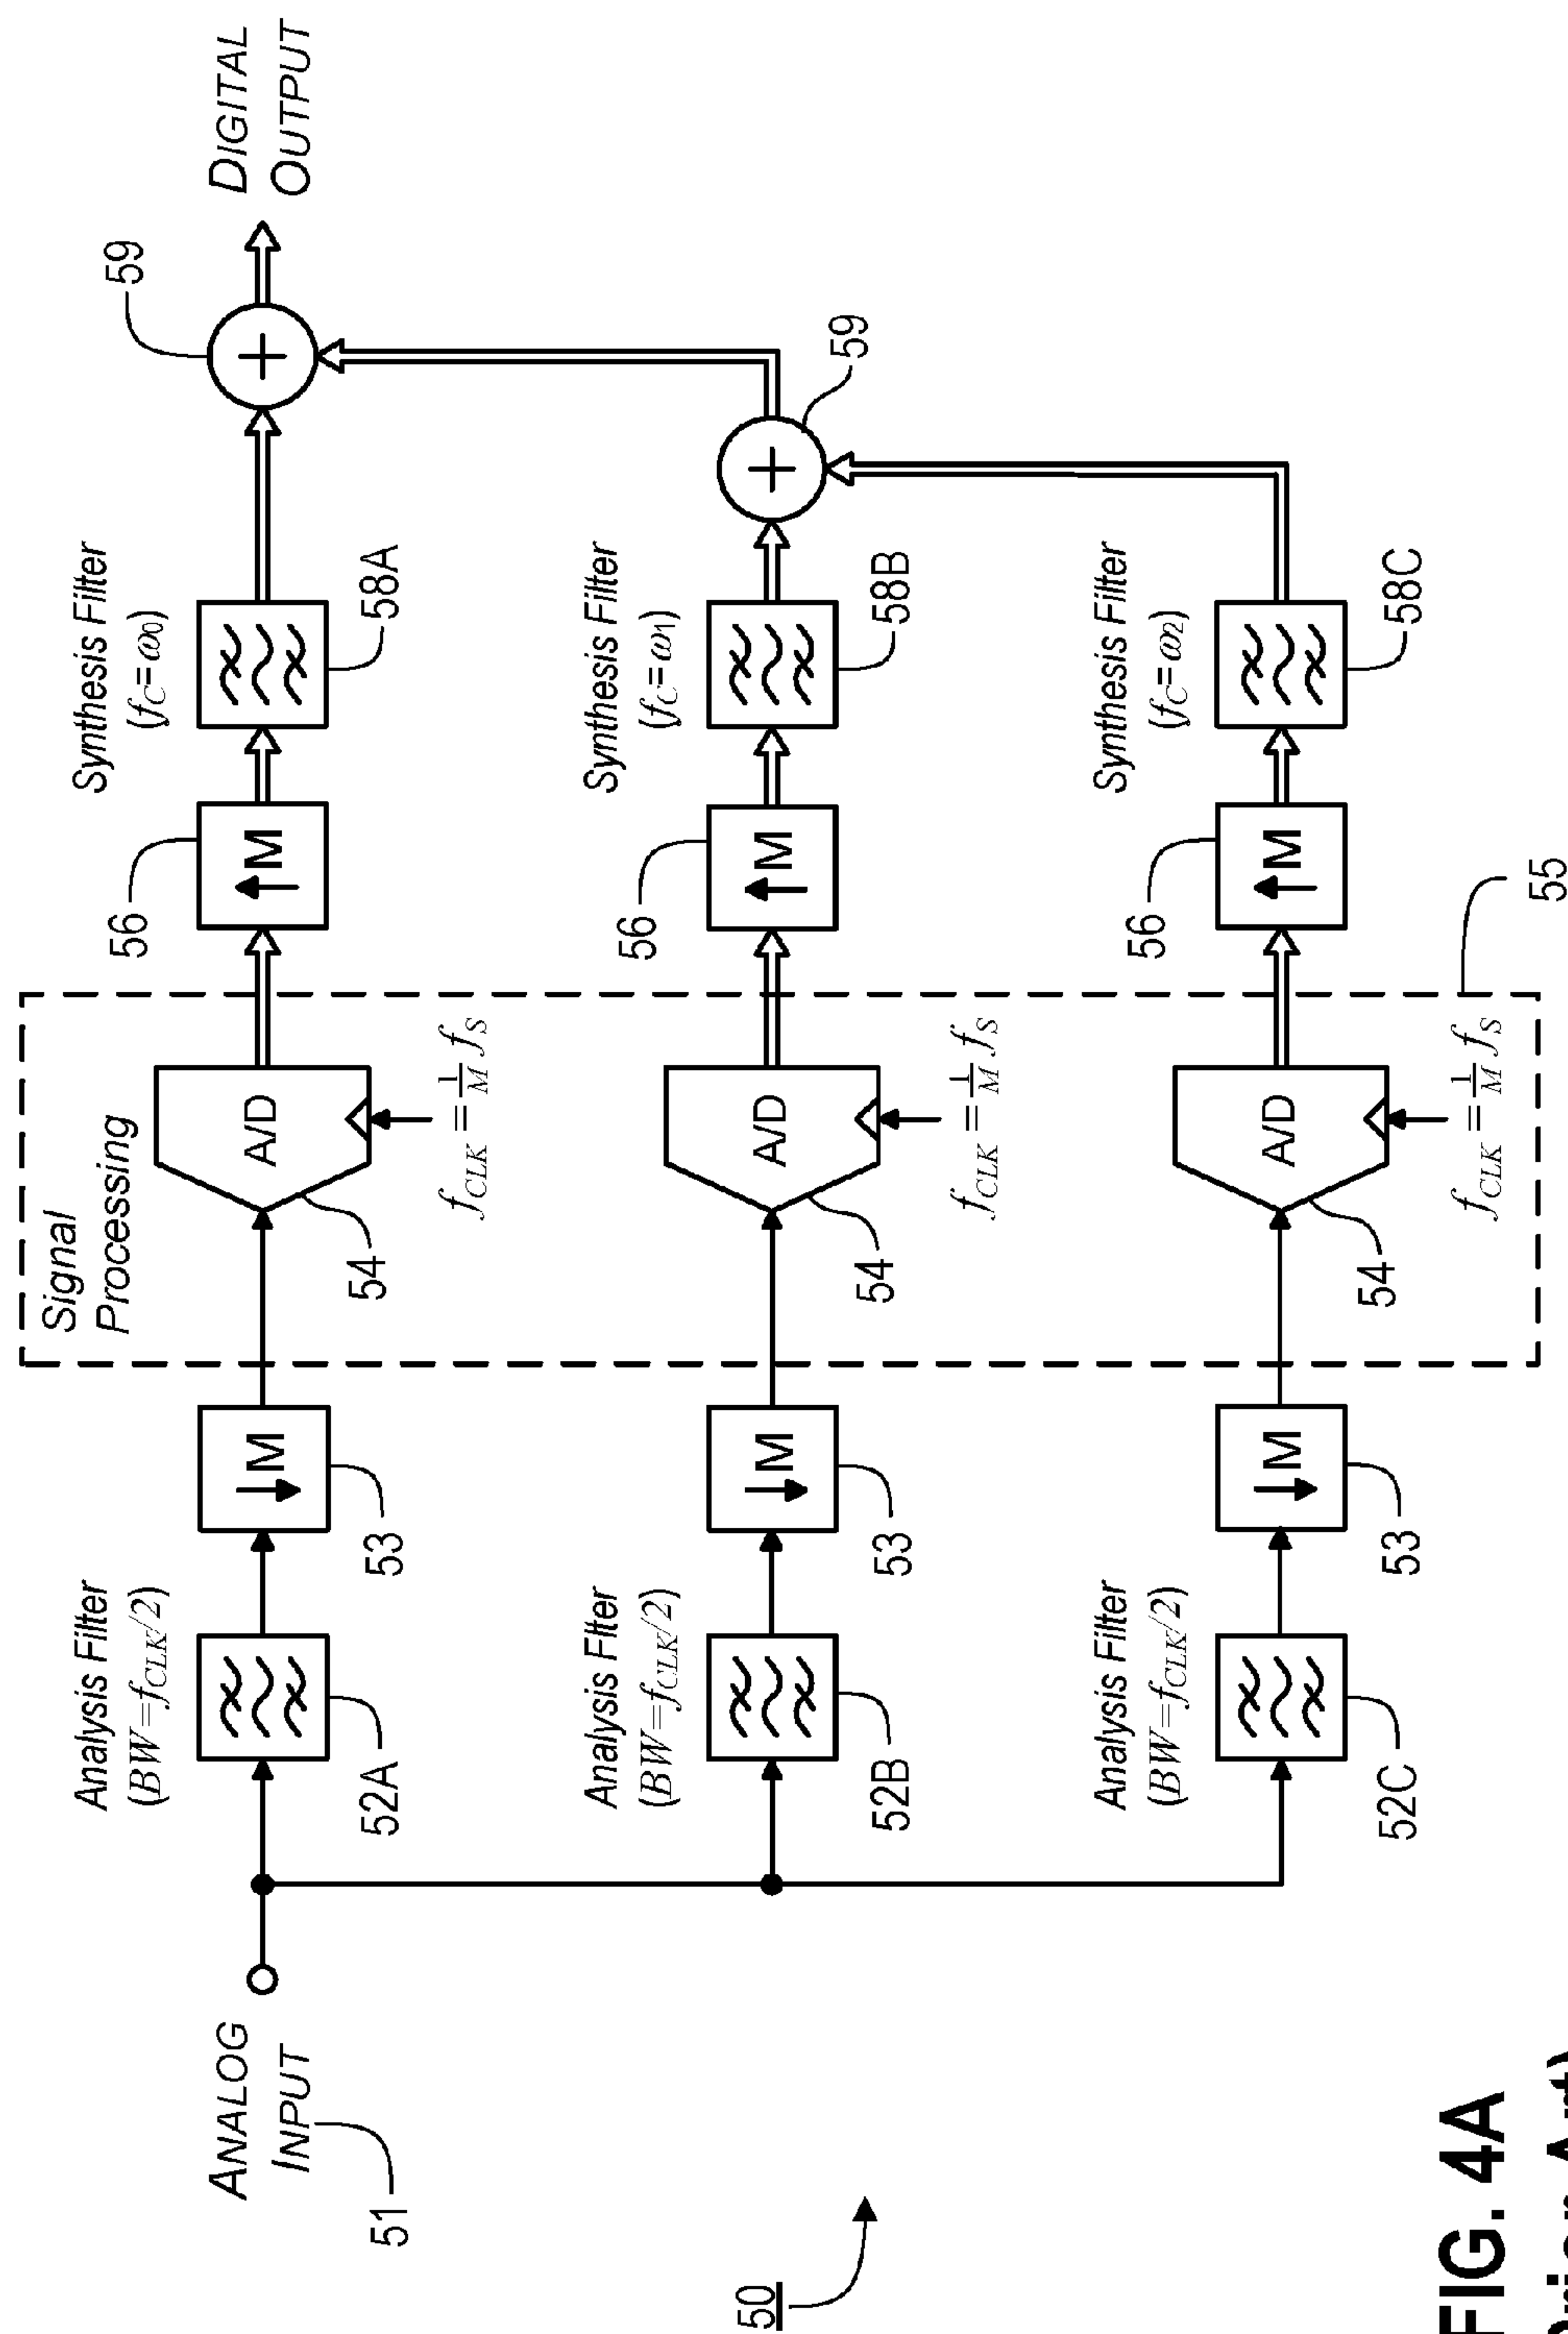 ANALOG
INPUT
51
50
Analysis Filter
(BW=fCLK/2)
52A
53
Signal
Processing
A/D
54
fCLK = 1/M fS
↓M
↑M
56
Synthesis Filter
(fC=ω0)
58A
59
DIGITAL
OUTPUT
Analysis Flter
(BW=fCLK/2)
52B
↓M
53
A/D
54
fCLK = 1/M fS
↑M
56
Synthesis Filter
(fC=ω1)
58B
59
Analysis Filter
(BW=fCLK/2)
52C
↓M
53
A/D
54
fCLK = 1/M fS
55
↑M
56
Synthesis Filter
(fC=ω2)
58C
FIG. 4A